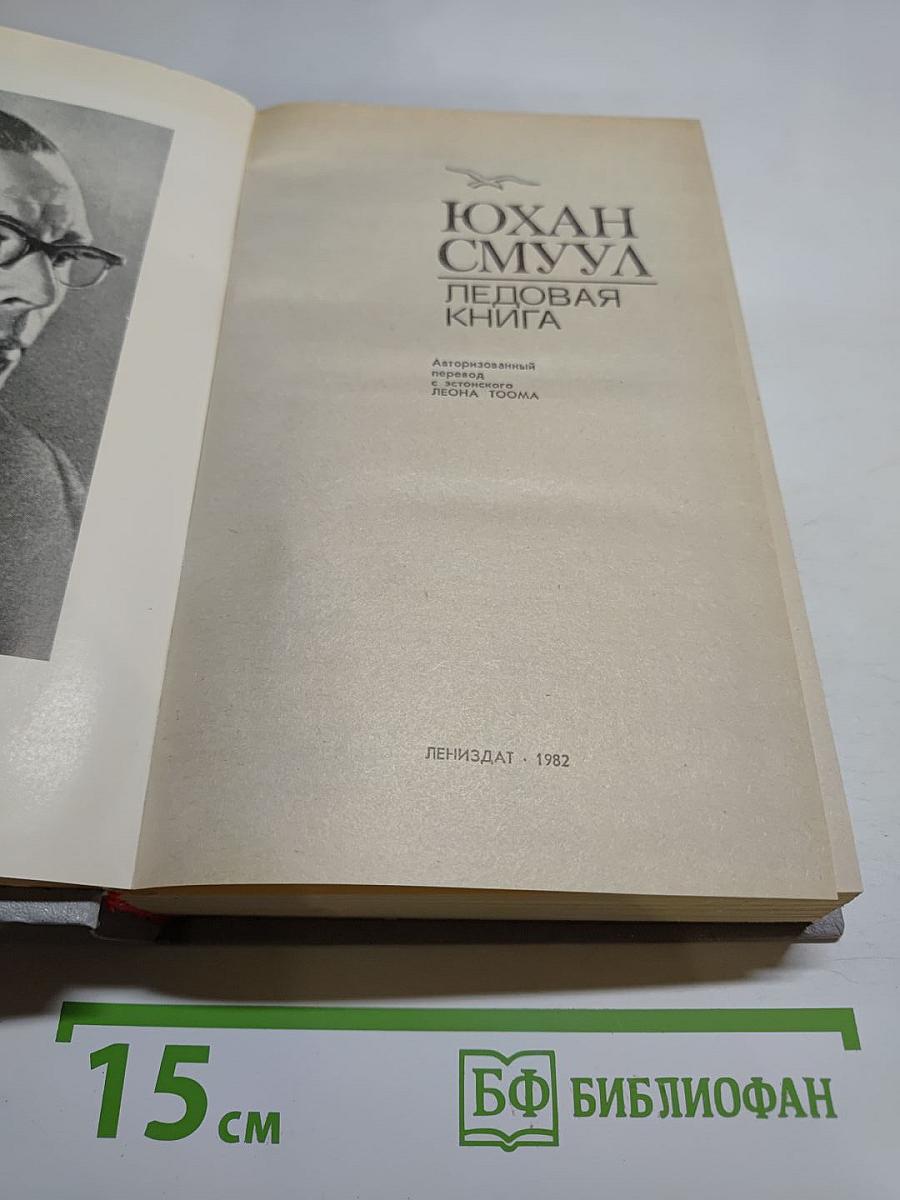 ЮХАН
СМУУЛ
ЛЕДОВАЯ
КНИГА
Авторизованный
перевод
с эстонского
ЛЕОНА ТООМА
ЛЕНИЗДАТ · 1982
15 см
БФ БИБЛИОФАН